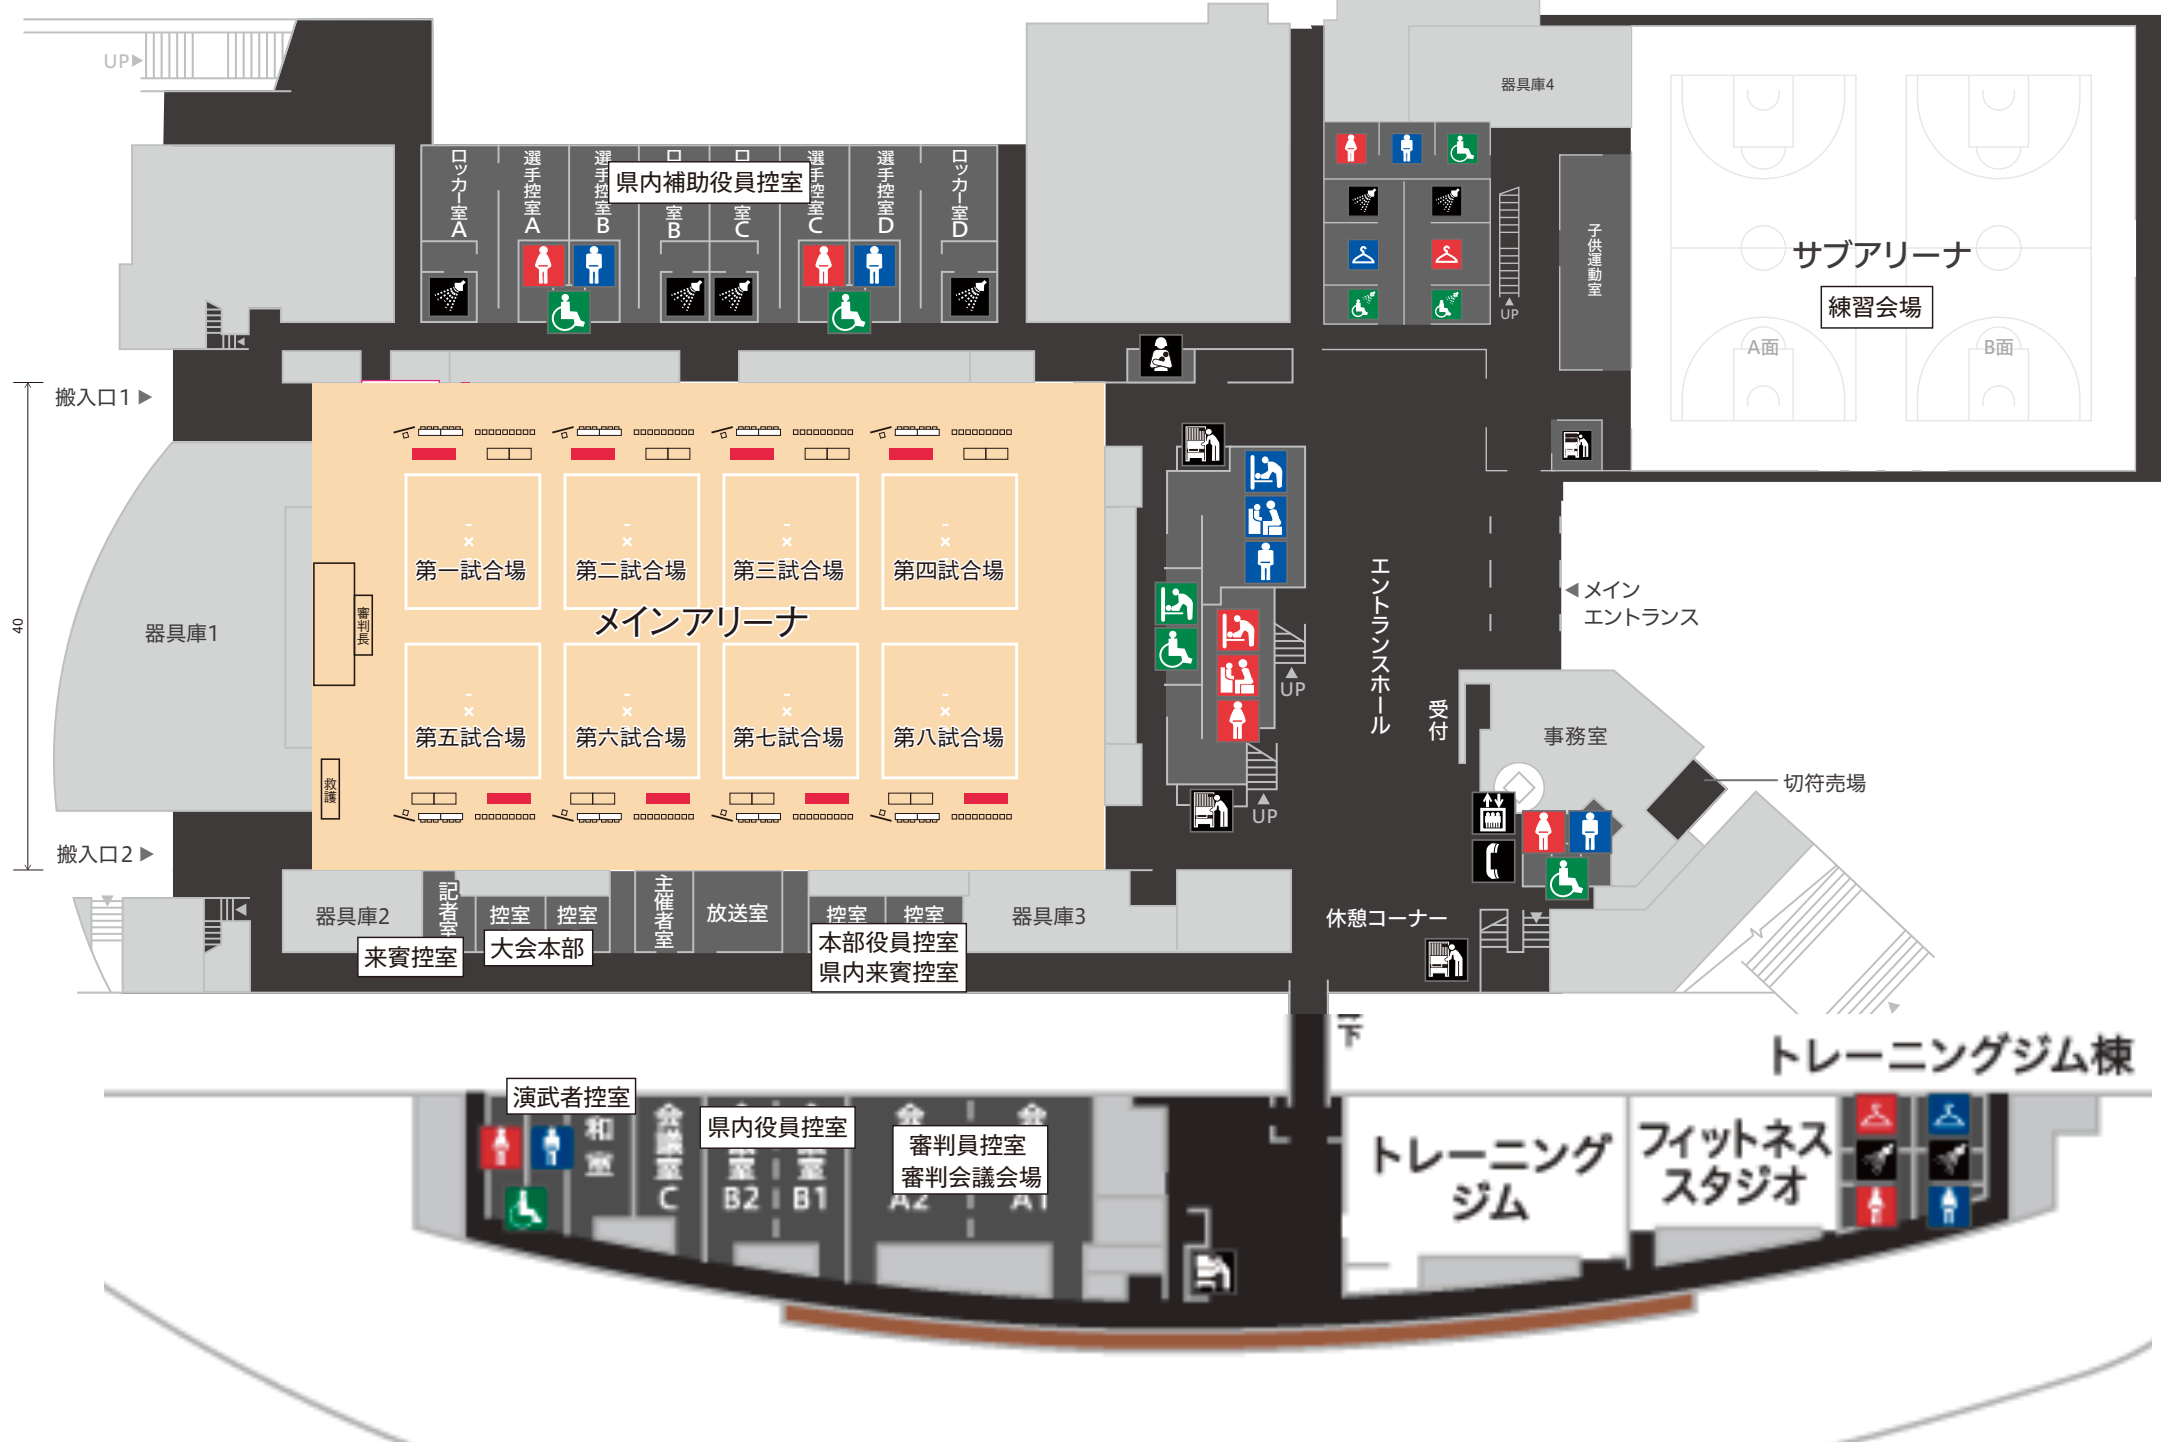 UP
器具庫4
ロッカー室A
選手控室A
選手控室B
県内補助役員控室
室B
室C
選手控室C
選手控室D
ロッカー室D
子供運動室
UP
サブアリーナ
練習会場
A面
B面
搬入口1
40
器具庫1
審判長
救護
第一試合場
第二試合場
第三試合場
第四試合場
メインアリーナ
第五試合場
第六試合場
第七試合場
第八試合場
エントランスホール
メイン
エントランス
UP
UP
受付
事務室
切符売場
搬入口2
器具庫2
記者室
控室
控室
主催者室
放送室
控室
控室
器具庫3
休憩コーナー
来賓控室
大会本部
本部役員控室
県内来賓控室
下
トレーニングジム棟
演武者控室
和室
会議室C
県内役員控室
室B2
室B1
審判員控室
審判会議会場
会
A2
会
A1
トレーニング
ジム
フィットネス
スタジオ